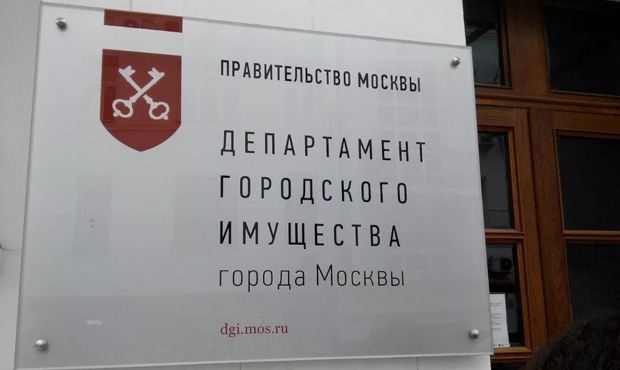 ПРАВИТЕЛЬСТВО МОСКВЫ
ДЕПАРТАМЕНТ
ГОРОДСКОГО
ИМУЩЕСТВА
города Москвы
dgi.mos.ru